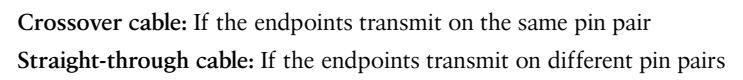 Crossover cable: If the endpoints transmit on the same pin pair
Straight-through cable: If the endpoints transmit on different pin pairs